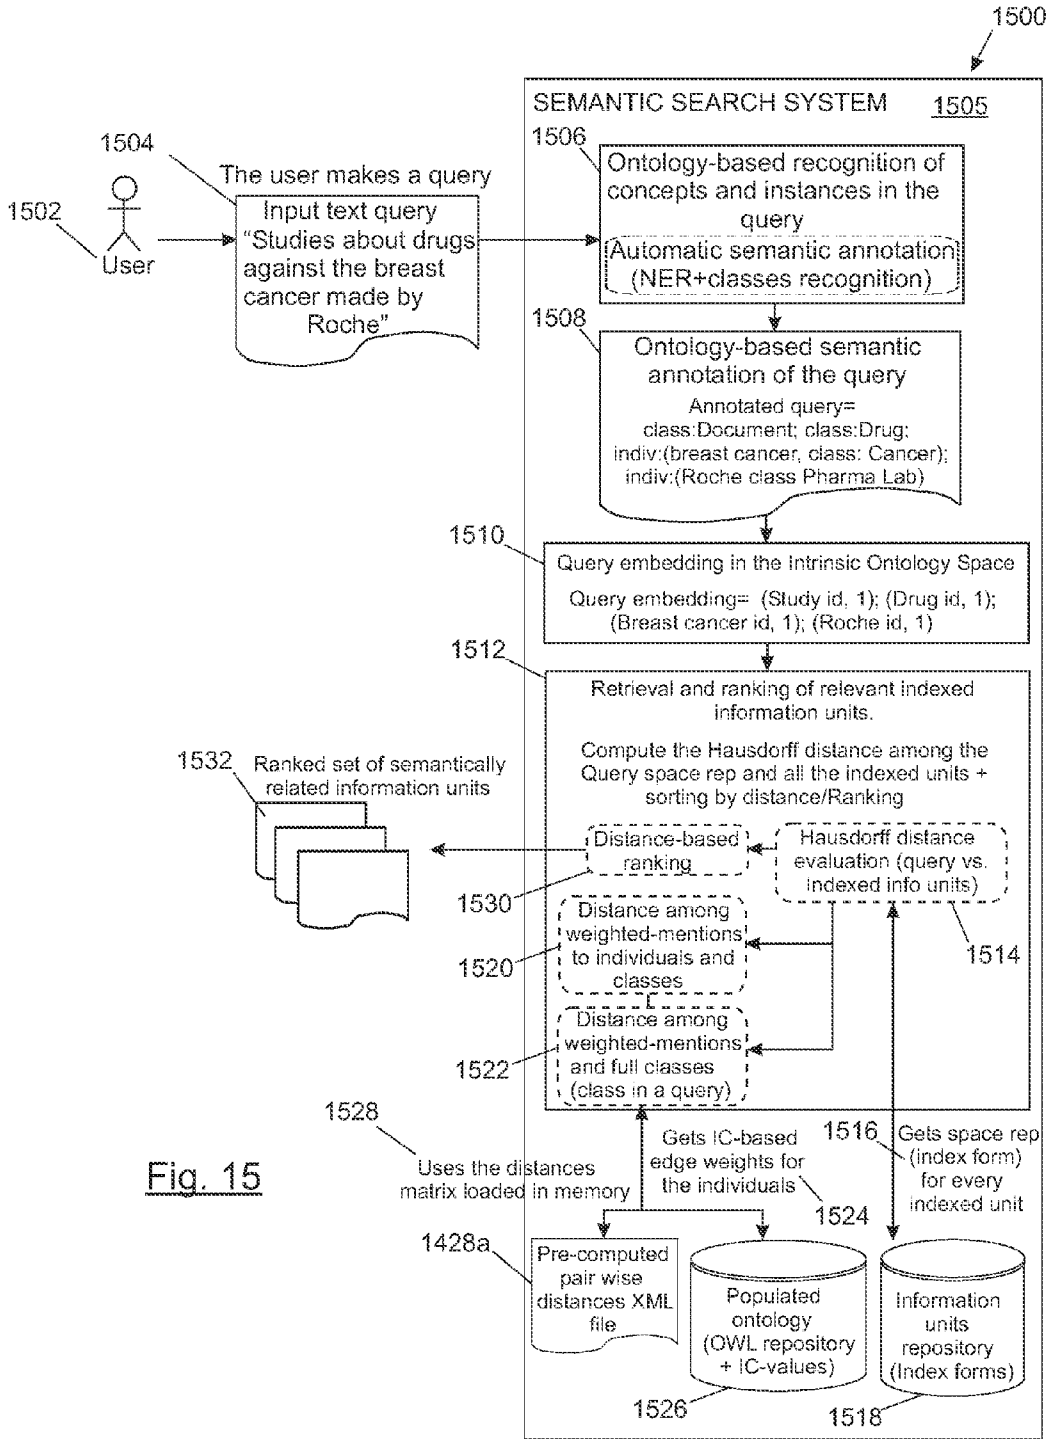 1500
SEMANTIC SEARCH SYSTEM 1505
1506
Ontology-based recognition of
concepts and instances in the
query
Automatic semantic annotation
(NER+classes recognition)
1504
The user makes a query
Input text query
"Studies about drugs
against the breast
cancer made by
Roche"
1502
User
1508
Ontology-based semantic
annotation of the query
Annotated query=
class:Document; class:Drug;
indiv:(breast cancer, class: Cancer);
indiv:(Roche class Pharma Lab)
1510
Query embedding in the Intrinsic Ontology Space
Query embedding= (Study id, 1); (Drug id, 1);
(Breast cancer id, 1); (Roche id, 1)
1512
Retrieval and ranking of relevant indexed
information units.
Compute the Hausdorff distance among the
Query space rep and all the indexed units +
sorting by distance/Ranking
1532
Ranked set of semantically
related information units
Distance-based
ranking
1530
Hausdorff distance
evaluation (query vs.
indexed info units)
1514
Distance among
weighted-mentions
to individuals and
classes
1520
Distance among
weighted-mentions
and full classes
(class in a query)
1522
1528
Uses the distances
matrix loaded in memory
Gets IC-based
edge weights for
the individuals
1524
1516
Gets space rep
(index form)
for every
indexed unit
Fig. 15
1428a
Pre-computed
pair wise
distances XML
file
Populated
ontology
(OWL repository
+ IC-values)
1526
Information
units
repository
(Index forms)
1518